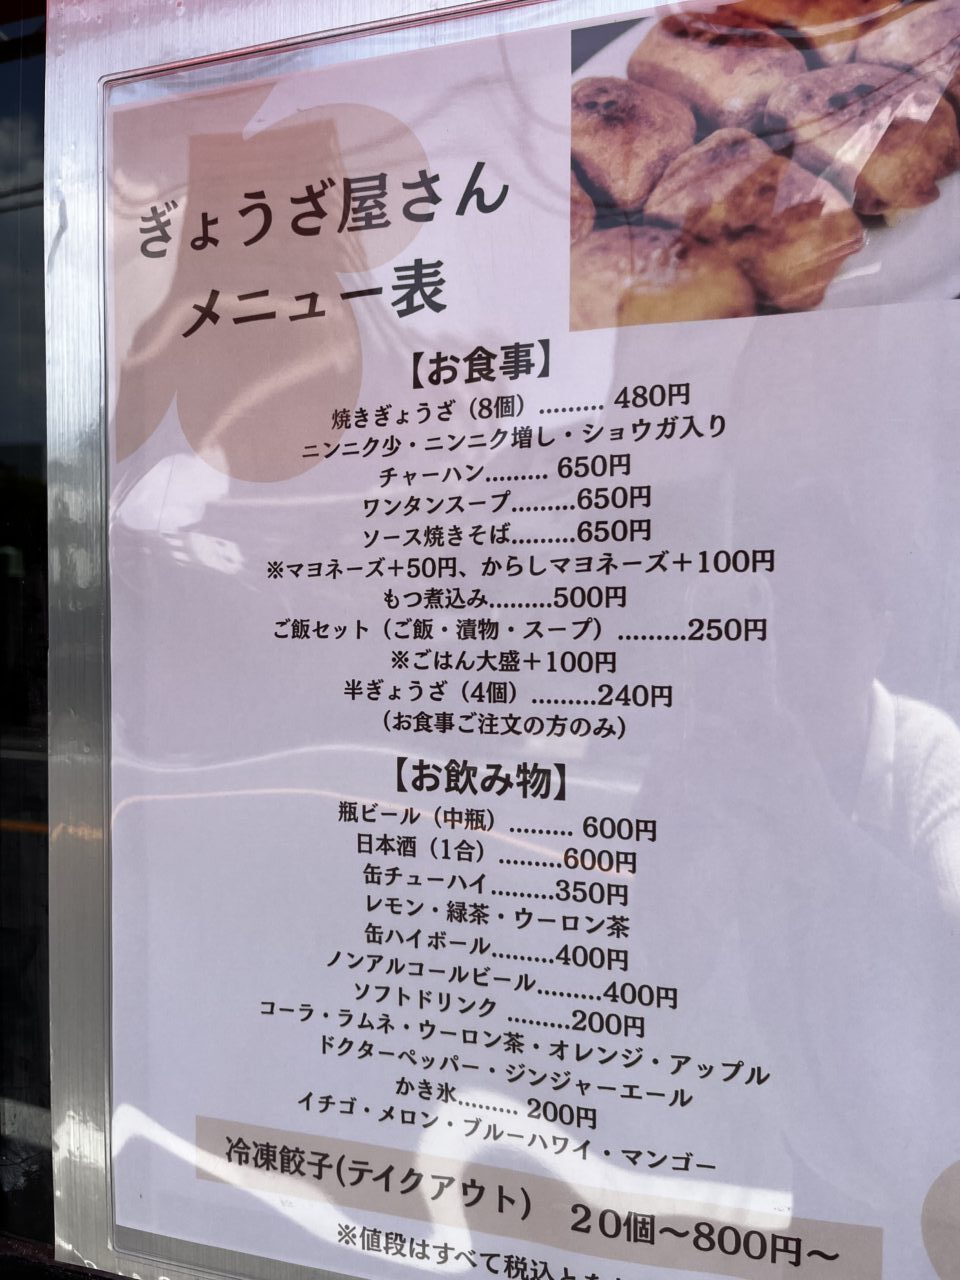 ぎょうざ屋さん
メニュー表
【お食事】
焼きぎょうざ（8個）……… 480円
ニンニク少・ニンニク増し・ショウガ入り
チャーハン……… 650円
ワンタンスープ………650円
ソース焼きそば………650円
※マヨネーズ＋50円、からしマヨネーズ＋100円
もつ煮込み………500円
ご飯セット（ご飯・漬物・スープ）………250円
※ごはん大盛＋100円
半ぎょうざ（4個）………240円
（お食事ご注文の方のみ）
【お飲み物】
瓶ビール（中瓶）……… 600円
日本酒（1合）………600円
缶チューハイ………350円
レモン・緑茶・ウーロン茶
缶ハイボール………400円
ノンアルコールビール………400円
ソフトドリンク ………200円
コーラ・ラムネ・ウーロン茶・オレンジ・アップル
ドクターペッパー・ジンジャーエール
かき氷……… 200円
イチゴ・メロン・ブルーハワイ・マンゴー
冷凍餃子(テイクアウト) 20個～800円～
※値段はすべて税込と